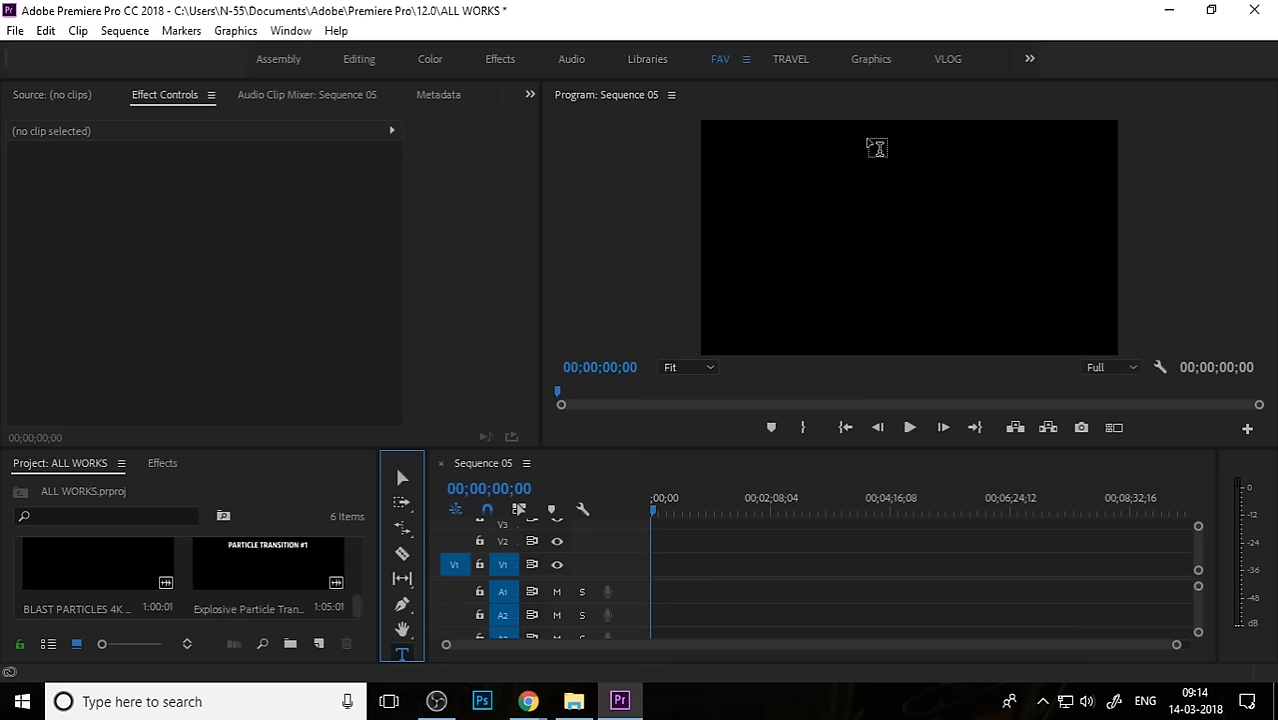 Adobe Premiere Pro CC 2018 - C:\Users\N-55\Documents\Adobe\Premiere Pro\12.0\ALL WORKS *
File Edit Clip Sequence Markers Graphics Window Help
Assembly Editing Color Effects Audio Libraries FAV TRAVEL Graphics VLOG
Source: (no clips) Effect Controls Audio Clip Mixer: Sequence 05 Metadata
Program: Sequence 05
(no clip selected)
00;00;00;00 Fit Full 00;00;00;00
00;00;00;00
Project: ALL WORKS Effects
ALL WORKS.prproj
6 Items
PARTICLE TRANSITION #1
BLAST PARTICLES 4K ... 1:00:01
Explosive Particle Tran... 1:05:01
Sequence 05
00;00;00;00
;00;00 00;02;08;04 00;04;16;08 00;06;24;12 00;08;32;16
V3
V2
V1 V1
A1 M S
A2 M S
0
-12
-24
-36
-48
dB
T
Type here to search
Ps
Pr
ENG
09:14
14-03-2018